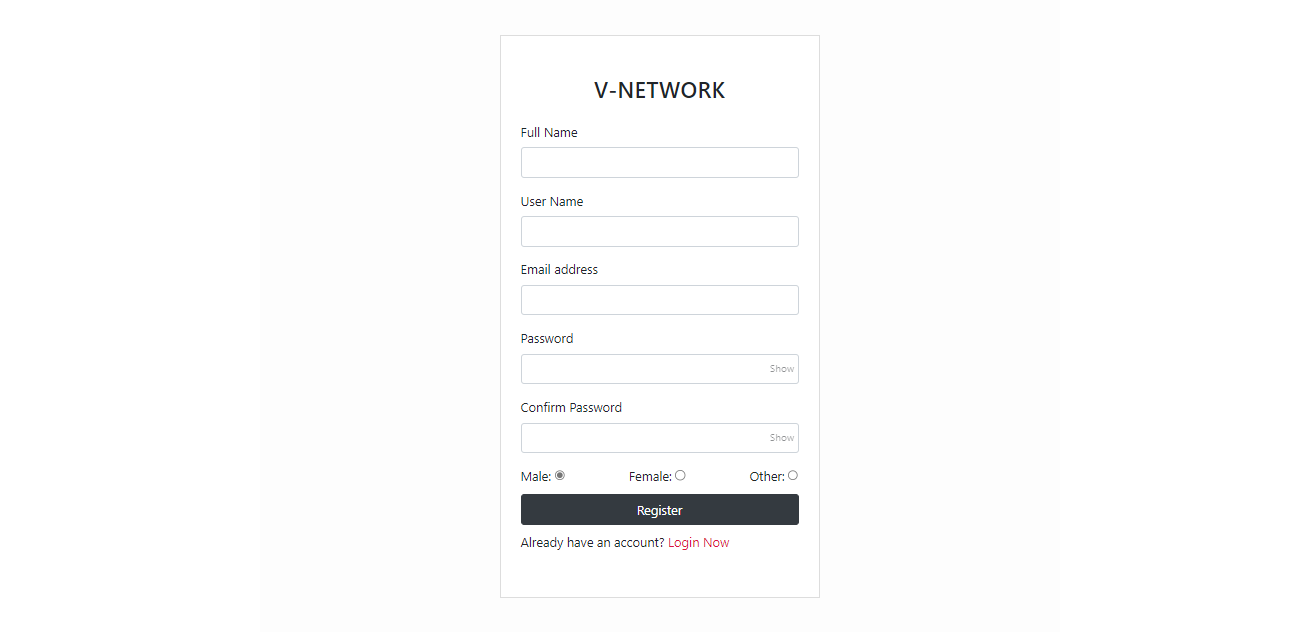 V-NETWORK
Full Name
User Name
Email address
Password
Show
Confirm Password
Show
Male: Female: Other:
Register
Already have an account? Login Now